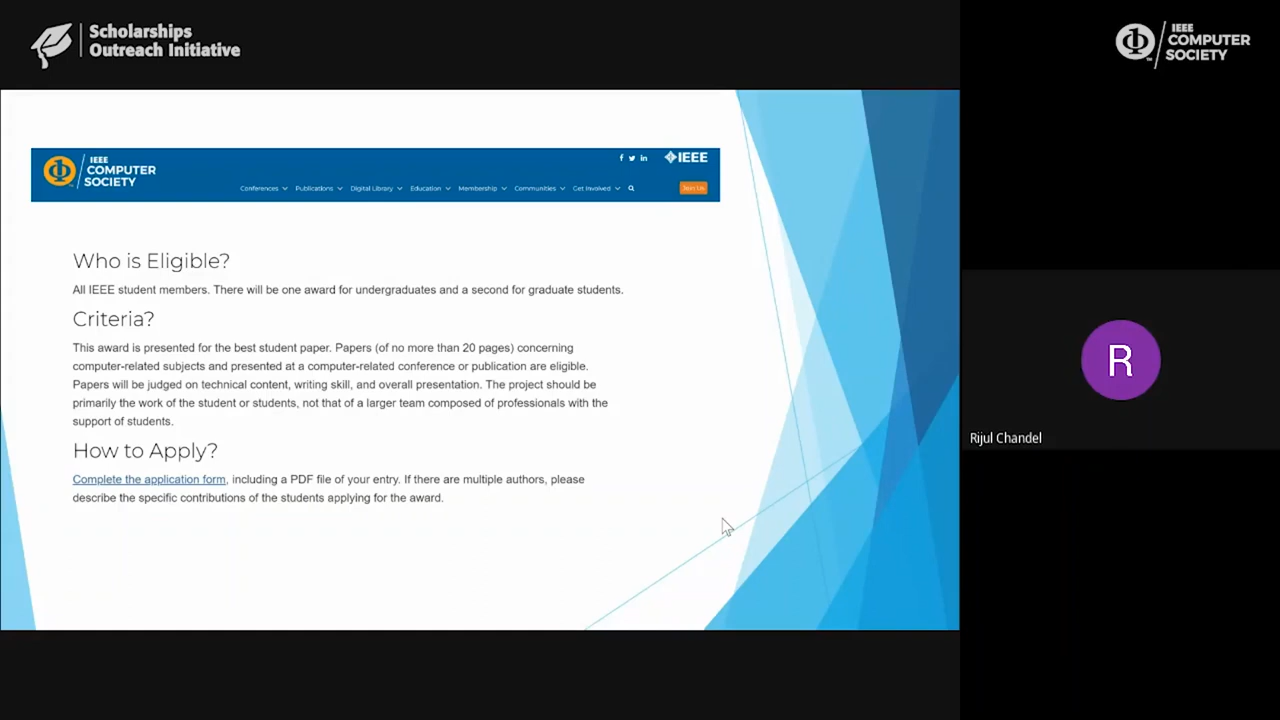 Scholarships
Outreach Initiative
IEEE
COMPUTER
SOCIETY
IEEE
COMPUTER
SOCIETY
IEEE
Conferences Publications Digital Library Education Membership Communities Get Involved
Join Us
Who is Eligible?
All IEEE student members. There will be one award for undergraduates and a second for graduate students.
Criteria?
This award is presented for the best student paper. Papers (of no more than 20 pages) concerning
computer-related subjects and presented at a computer-related conference or publication are eligible.
Papers will be judged on technical content, writing skill, and overall presentation. The project should be
primarily the work of the student or students, not that of a larger team composed of professionals with the
support of students.
How to Apply?
Complete the application form, including a PDF file of your entry. If there are multiple authors, please
describe the specific contributions of the students applying for the award.
R
Rijul Chandel